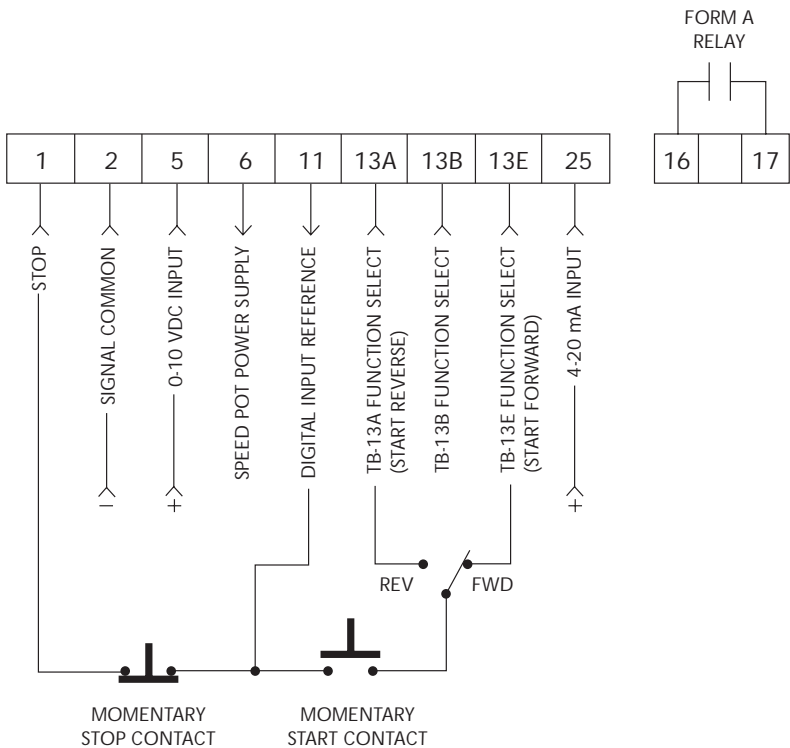 FORM A
RELAY
1 2 5 6 11 13A 13B 13E 25 16 17
STOP
SIGNAL COMMON
0-10 VDC INPUT
SPEED POT POWER SUPPLY
DIGITAL INPUT REFERENCE
TB-13A FUNCTION SELECT
(START REVERSE)
TB-13B FUNCTION SELECT
TB-13E FUNCTION SELECT
(START FORWARD)
4-20 mA INPUT
- + +
REV FWD
MOMENTARY
STOP CONTACT
MOMENTARY
START CONTACT